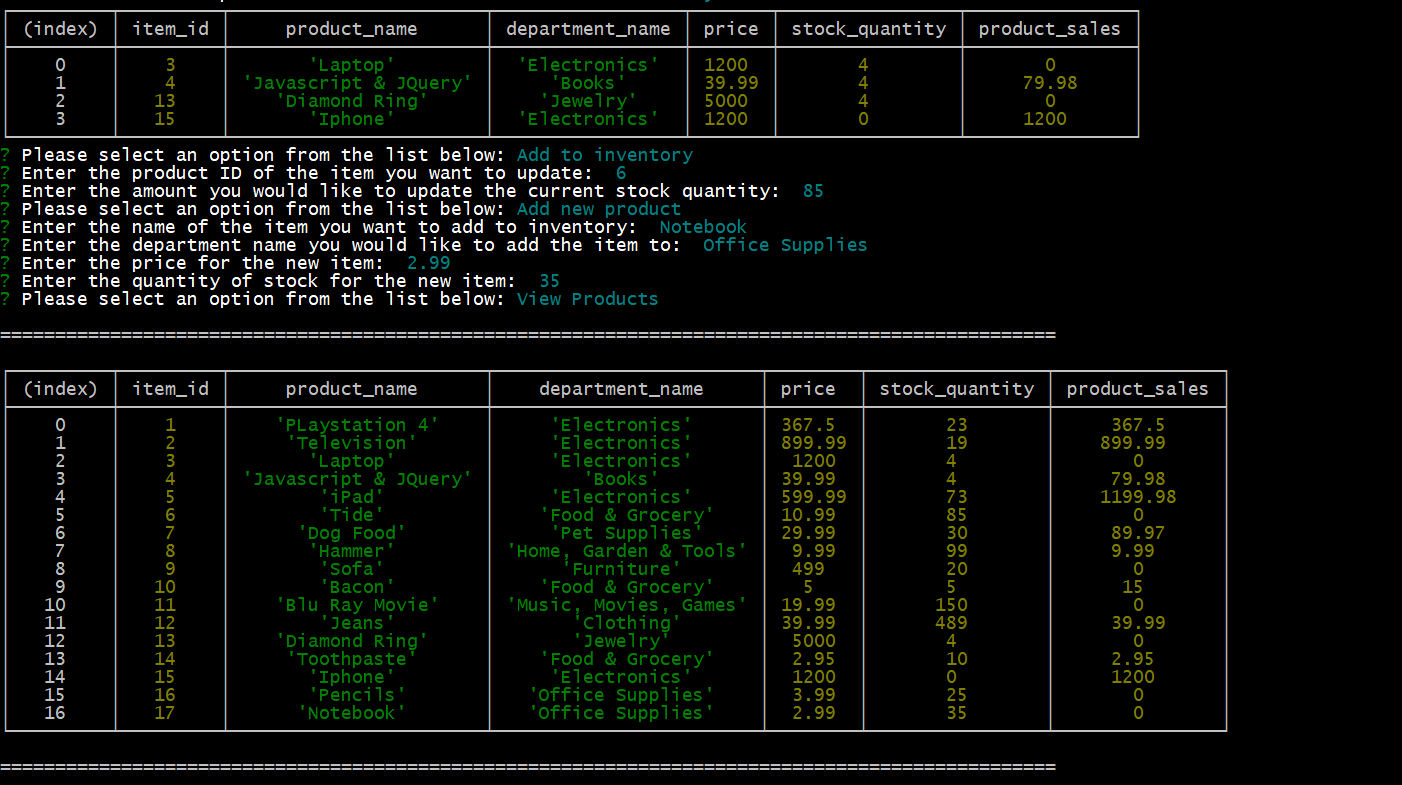 (index) item_id product_name department_name price stock_quantity product_sales
0 3 'Laptop' 'Electronics' 1200 4 0
1 4 'Javascript & JQuery' 'Books' 39.99 4 79.98
2 13 'Diamond Ring' 'Jewelry' 5000 4 0
3 15 'Iphone' 'Electronics' 1200 0 1200
? Please select an option from the list below: Add to inventory
? Enter the product ID of the item you want to update: 6
? Enter the amount you would like to update the current stock quantity: 85
? Please select an option from the list below: Add new product
? Enter the name of the item you want to add to inventory: Notebook
? Enter the department name you would like to add the item to: Office Supplies
? Enter the price for the new item: 2.99
? Enter the quantity of stock for the new item: 35
? Please select an option from the list below: View Products
================================================================================================
(index) item_id product_name department_name price stock_quantity product_sales
0 1 'PLaystation 4' 'Electronics' 367.5 23 367.5
1 2 'Television' 'Electronics' 899.99 19 899.99
2 3 'Laptop' 'Electronics' 1200 4 0
3 4 'Javascript & JQuery' 'Books' 39.99 4 79.98
4 5 'iPad' 'Electronics' 599.99 73 1199.98
5 6 'Tide' 'Food & Grocery' 10.99 85 0
6 7 'Dog Food' 'Pet Supplies' 29.99 30 89.97
7 8 'Hammer' 'Home, Garden & Tools' 9.99 99 9.99
8 9 'Sofa' 'Furniture' 499 20 0
9 10 'Bacon' 'Food & Grocery' 5 5 15
10 11 'Blu Ray Movie' 'Music, Movies, Games' 19.99 150 0
11 12 'Jeans' 'Clothing' 39.99 489 39.99
12 13 'Diamond Ring' 'Jewelry' 5000 4 0
13 14 'Toothpaste' 'Food & Grocery' 2.95 10 2.95
14 15 'Iphone' 'Electronics' 1200 0 1200
15 16 'Pencils' 'Office Supplies' 3.99 25 0
16 17 'Notebook' 'Office Supplies' 2.99 35 0
================================================================================================